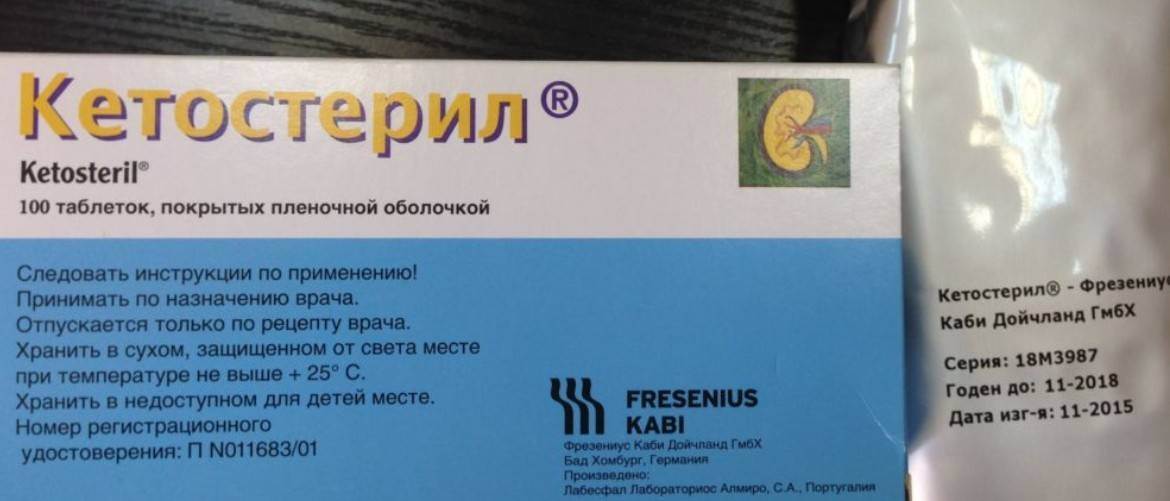 Кетостерил®
Ketosteril®
100 таблеток, покрытых пленочной оболочкой
Следовать инструкции по применению!
Принимать по назначению врача.
Отпускается только по рецепту врача.
Хранить в сухом, защищенном от света месте
при температуре не выше + 25° С.
Хранить в недоступном для детей месте.
Номер регистрационного
удостоверения: П N011683/01
FRESENIUS
KABI
Фрезениус Каби Дойчланд ГмбХ
Бад Хомбург, Германия
Произведено:
Лабесфал Лабораториос Алмиро, С.А., Португалия
Кетостерил® - Фрезениус
Каби Дойчланд ГмбХ
Серия: 18М3987
Годен до: 11-2018
Дата изг-я: 11-2015